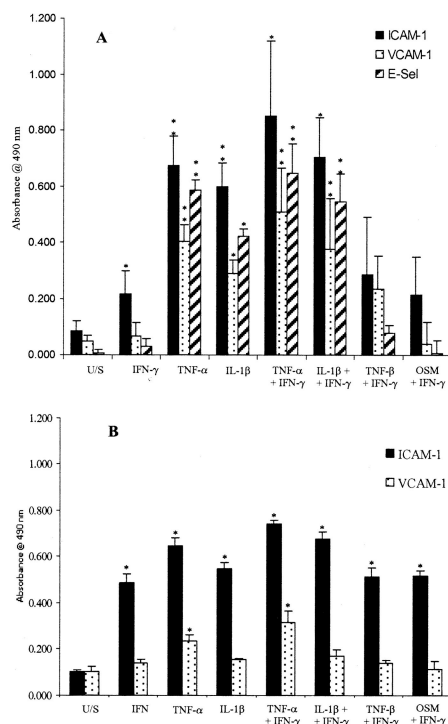 A
ICAM-1
VCAM-1
E-Sel
Absorbance @ 490 nm
1.200
1.000
0.800
0.600
0.400
0.200
0.000
* * * * * * * * * * * * * * *
U/S IFN-γ TNF-α IL-1β TNF-α IL-1β + TNF-β OSM
+ IFN-γ + IFN-γ + IFN-γ + IFN-γ
B
ICAM-1
VCAM-1
Absorbance @ 490 nm
1.200
1.000
0.800
0.600
0.400
0.200
0.000
* * * * * * * * *
U/S IFN TNF-α IL-1β TNF-α IL-1β + TNF-β OSM
+ IFN-γ + IFN-γ + IFN-γ + IFN-γ